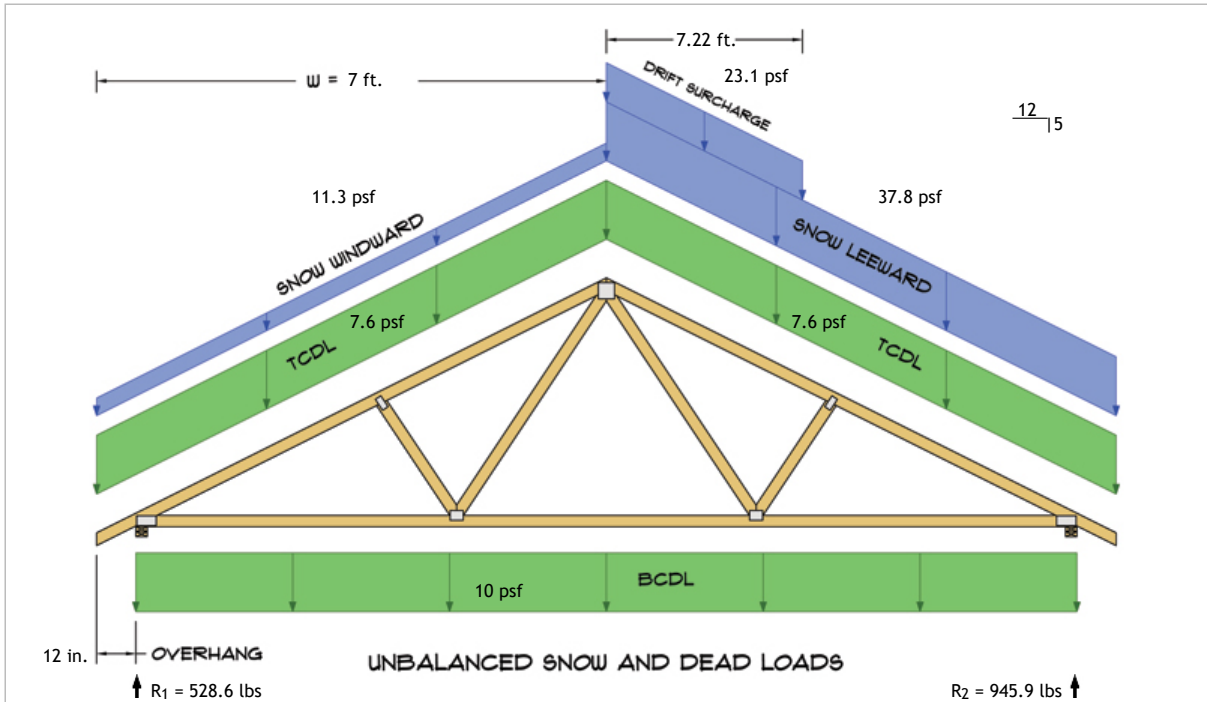 7.22 ft.
DRIFT SURCHARGE
23.1 psf
W = 7 ft.
12
5
11.3 psf
37.8 psf
SNOW WINDWARD
SNOW LEEWARD
7.6 psf
7.6 psf
TCDL
TCDL
10 psf
BCDL
12 in.
OVERHANG
UNBALANCED SNOW AND DEAD LOADS
R₁ = 528.6 lbs
R₂ = 945.9 lbs